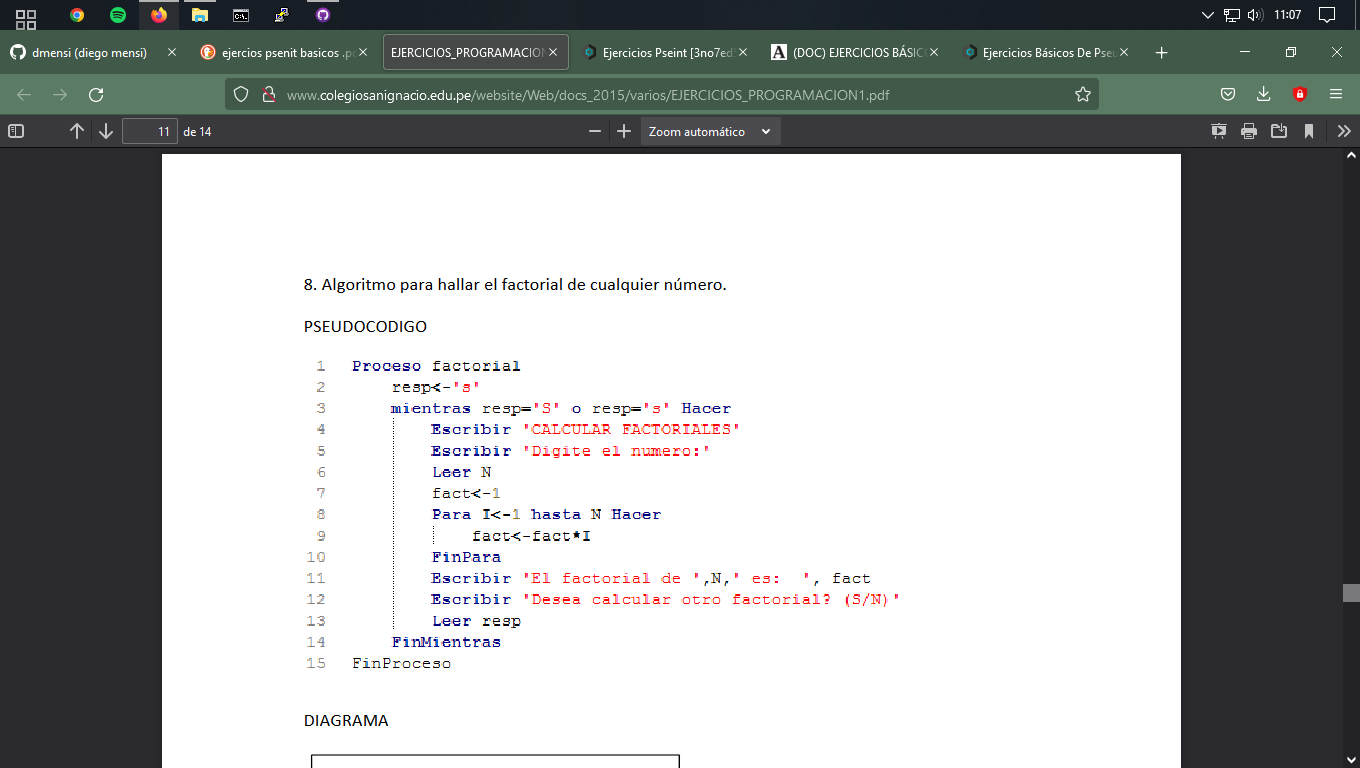 11:07
dmensi (diego mensi)
ejercios psenit basicos .pd
EJERCICIOS_PROGRAMACION
Ejercicios Pseint [3no7ed
(DOC) EJERCICIOS BÁSIC
Ejercicios Básicos De Pseu
www.colegiosanignacio.edu.pe/website/Web/docs_2015/varios/EJERCICIOS_PROGRAMACION1.pdf
11 de 14
Zoom automático
8. Algoritmo para hallar el factorial de cualquier número.
PSEUDOCODIGO
1 Proceso factorial
2 resp<-'s'
3 mientras resp='S' o resp='s' Hacer
4 Escribir 'CALCULAR FACTORIALES'
5 Escribir 'Digite el numero:'
6 Leer N
7 fact<-1
8 Para I<-1 hasta N Hacer
9 fact<-fact*I
10 FinPara
11 Escribir 'El factorial de ',N,' es:  ', fact
12 Escribir 'Desea calcular otro factorial? (S/N)'
13 Leer resp
14 FinMientras
15 FinProceso
DIAGRAMA